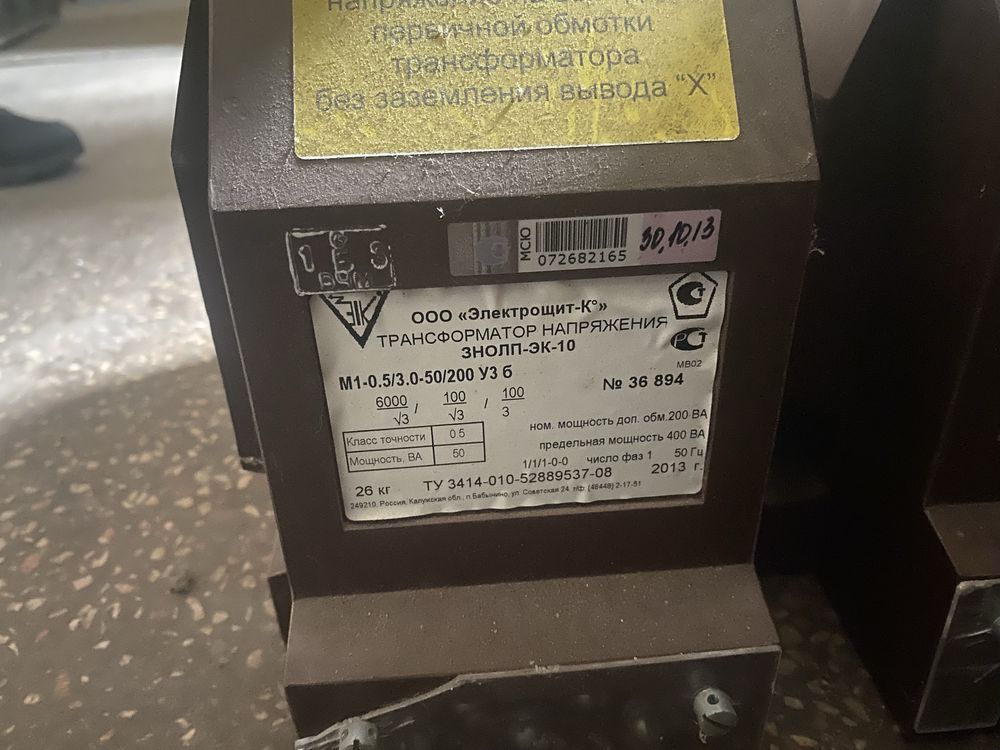 первичной обмотки
трансформатора
без заземления вывода “Х”
МСЮ
072682165
30.10.13
ООО «Электрощит-К°»
ТРАНСФОРМАТОР НАПРЯЖЕНИЯ
ЗНОЛП-ЭК-10
МВ02
М1-0.5/3.0-50/200 У3 б
№ 36 894
6000/√3 / 100/√3 / 100/3
ном. мощность доп. обм.200 ВА
Класс точности 0.5
предельная мощность 400 ВА
Мощность, ВА 50
1/1/1-0-0 число фаз 1 50 Гц
26 кг ТУ 3414-010-52889537-08 2013 г.
249210. Россия, Калужская обл., п.Бабынино, ул. Советская 24, т/ф. (48448) 2-17-51